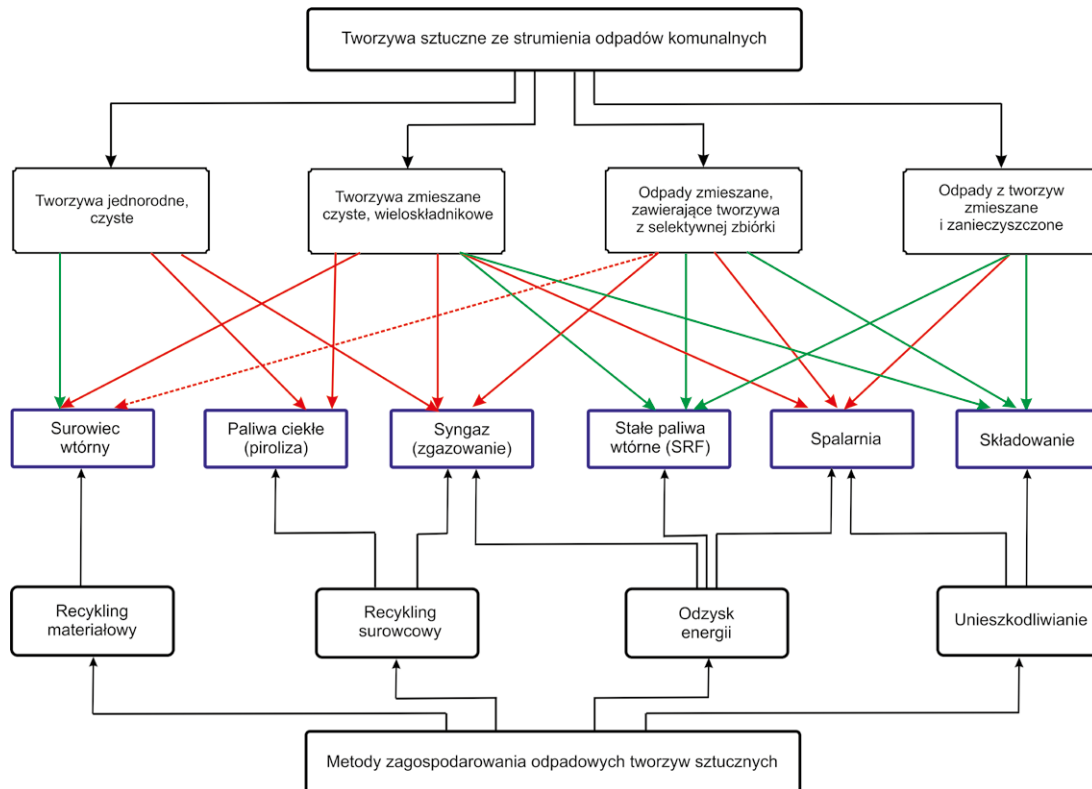 Tworzywa sztuczne ze strumienia odpadów komunalnych
Tworzywa jednorodne,
czyste
Tworzywa zmieszane
czyste, wieloskładnikowe
Odpady zmieszane,
zawierające tworzywa
z selektywnej zbiórki
Odpady z tworzyw
zmieszane
i zanieczyszczone
Surowiec
wtórny
Paliwa ciekłe
(piroliza)
Syngaz
(zgazowanie)
Stałe paliwa
wtórne (SRF)
Spalarnia
Składowanie
Recykling
materiałowy
Recykling
surowcowy
Odzysk
energii
Unieszkodliwianie
Metody zagospodarowania odpadowych tworzyw sztucznych